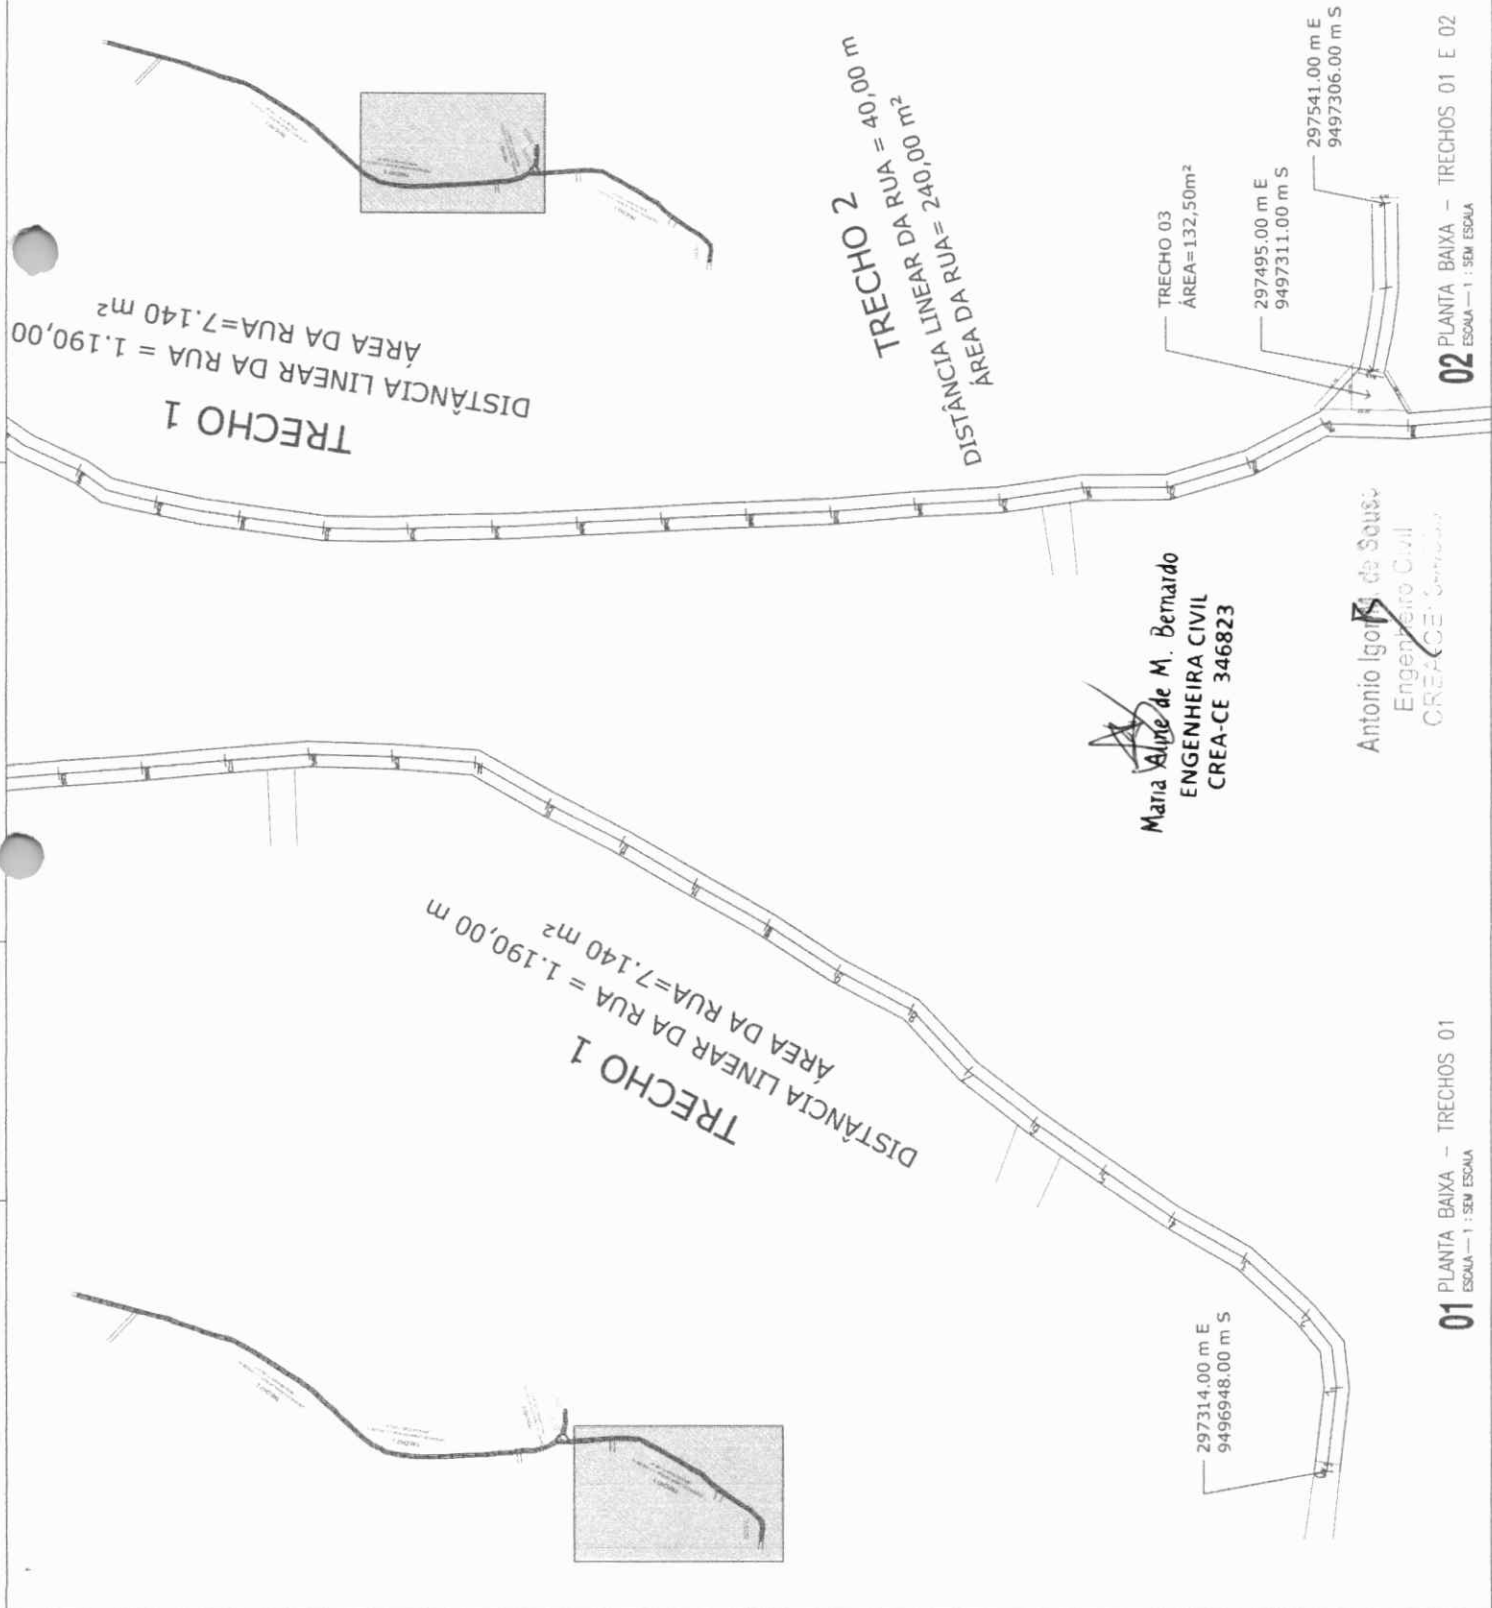 TRECHO 1
DISTÂNCIA LINEAR DA RUA = 1.190,00 m
ÁREA DA RUA=7.140 m²
297314.00 m E
9496948.00 m S
01 PLANTA BAIXA - TRECHOS 01
ESCALA — 1 : SEM ESCALA
TRECHO 1
DISTÂNCIA LINEAR DA RUA = 1.190,00
ÁREA DA RUA=7.140 m²
TRECHO 2
DISTÂNCIA LINEAR DA RUA = 40,00 m
ÁREA DA RUA= 240,00 m²
TRECHO 03
ÁREA=132,50m²
297495.00 m E
9497311.00 m S
297541.00 m E
9497306.00 m S
02 PLANTA BAIXA - TRECHOS 01 E 02
ESCALA — 1 : SEM ESCALA
Maria Aline de M. Bernardo
ENGENHEIRA CIVIL
CREA-CE 346823
Antonio Igor M. de Sousa
Engenheiro Civil
CREA-CE: